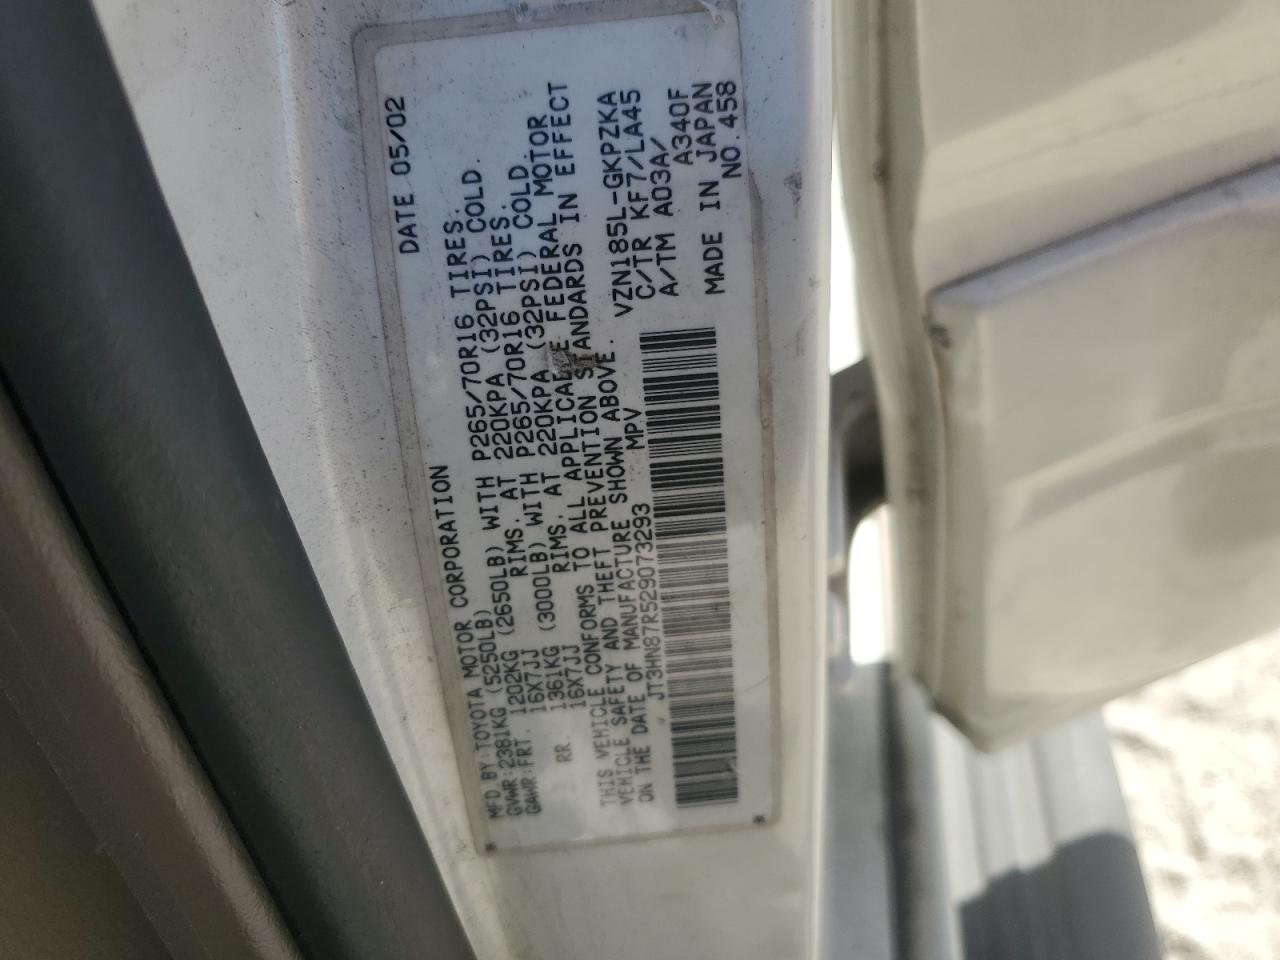 MFD. BY: TOYOTA MOTOR CORPORATION DATE 05/02
GVWR: 2381KG (5250LB)
GAWR: FRT. 1202KG (2650LB) WITH P265/70R16 TIRES.
16X7JJ RIMS. AT 220KPA (32PSI) COLD.
RR. 1361KG (3000LB) WITH P265/70R16 TIRES.
16X7JJ RIMS. AT 220KPA (32PSI) COLD.
THIS VEHICLE CONFORMS TO ALL APPLICABLE FEDERAL MOTOR
VEHICLE SAFETY AND THEFT PREVENTION STANDARDS IN EFFECT
ON THE DATE OF MANUFACTURE SHOWN ABOVE.
JT3HN87R529073293 MPV
VZN185L-GKPZKA
C/TR KF7/LA45
A/TM A03A/
A340F
MADE IN JAPAN
NO. 458